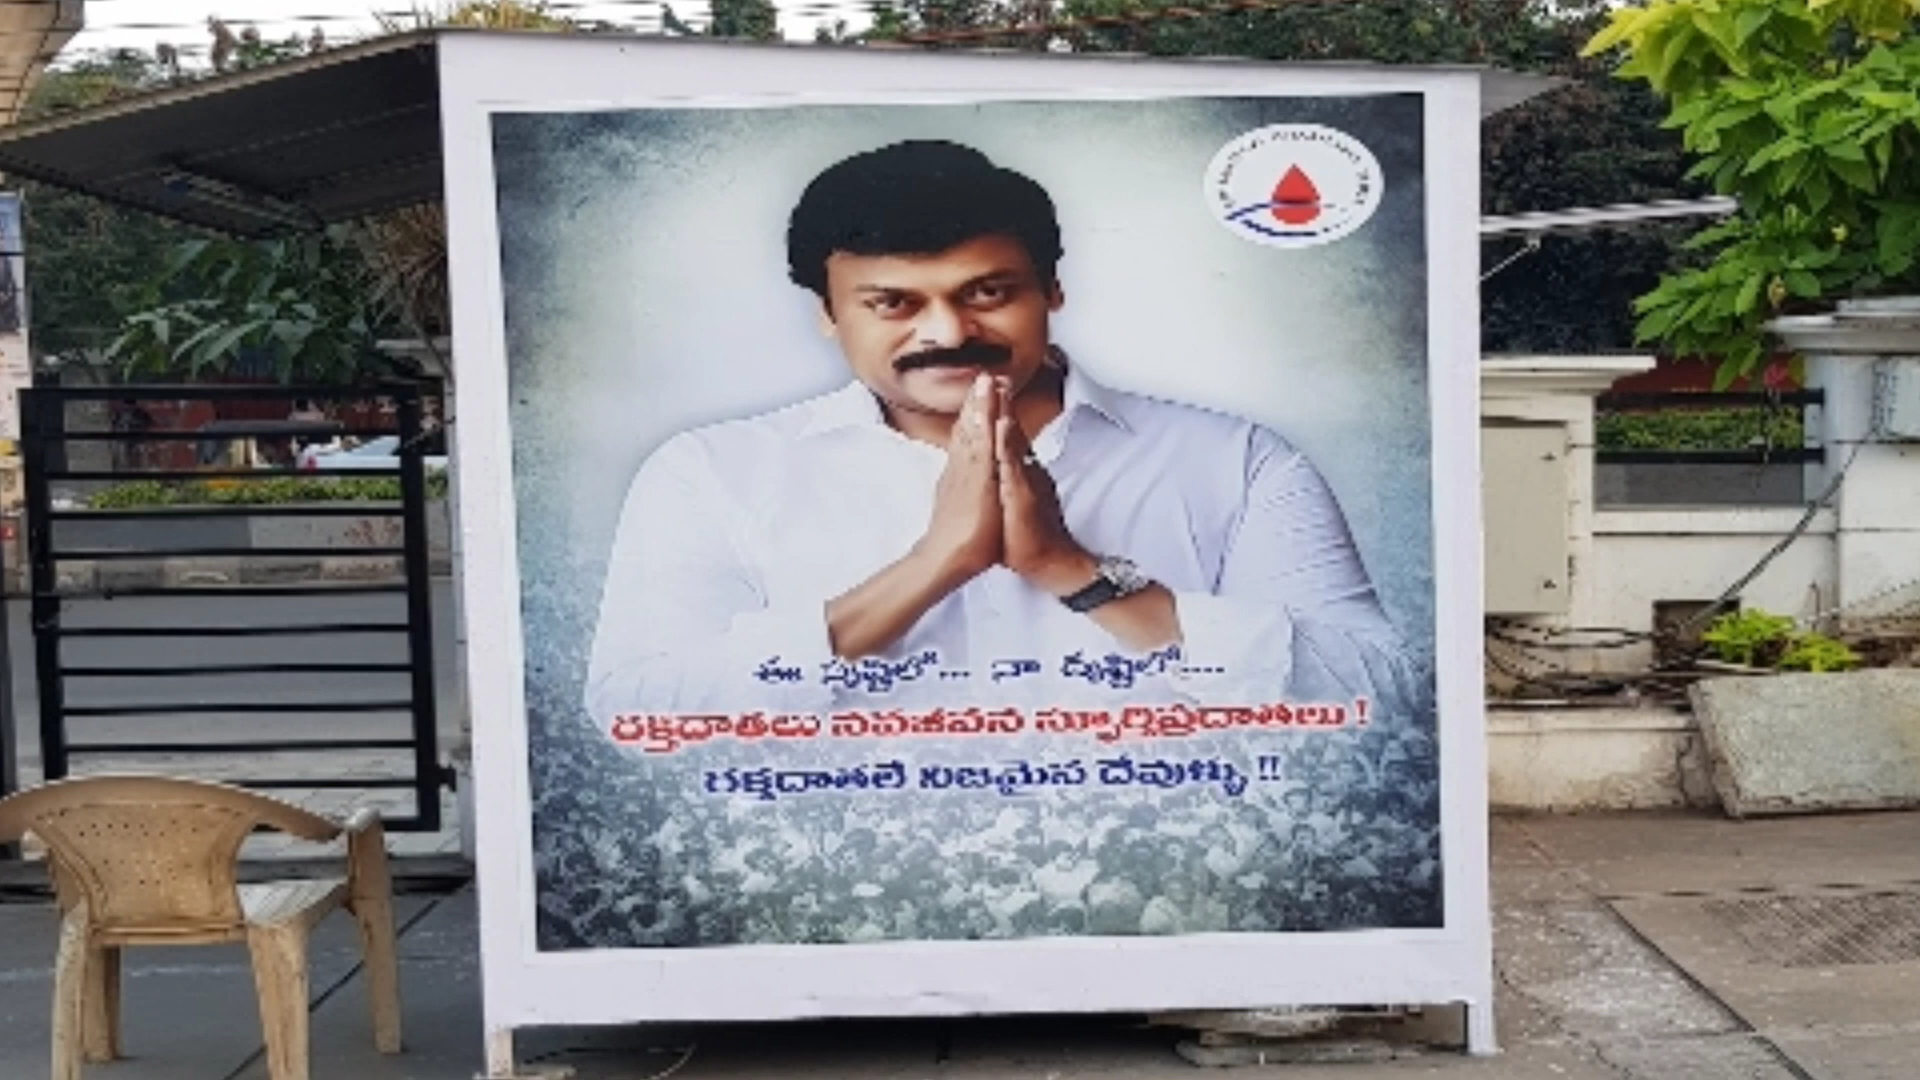 ఈ సృష్టిలో... నా దృష్టిలో....
రక్తదాతలు నవజీవన స్ఫూర్తిప్రదాతలు !
రక్తదాతలే నిజమైన దేవుళ్ళు !!